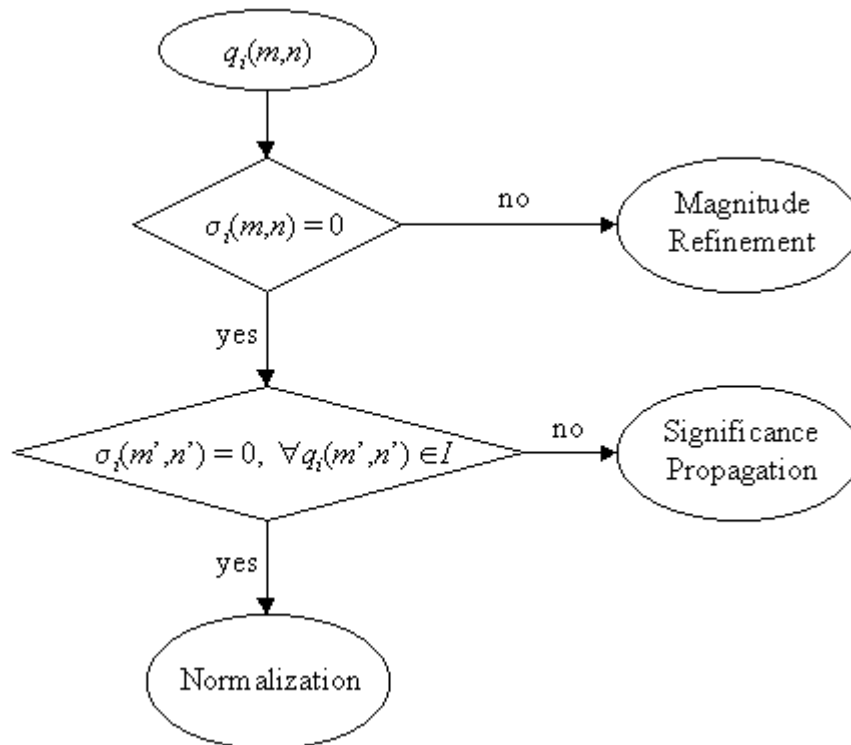 qᵢ(m,n)
σᵢ(m,n) = 0
no
Magnitude
Refinement
yes
σᵢ(m’,n’) = 0, ∀qᵢ(m’,n’) ∈ I
no
Significance
Propagation
yes
Normalization